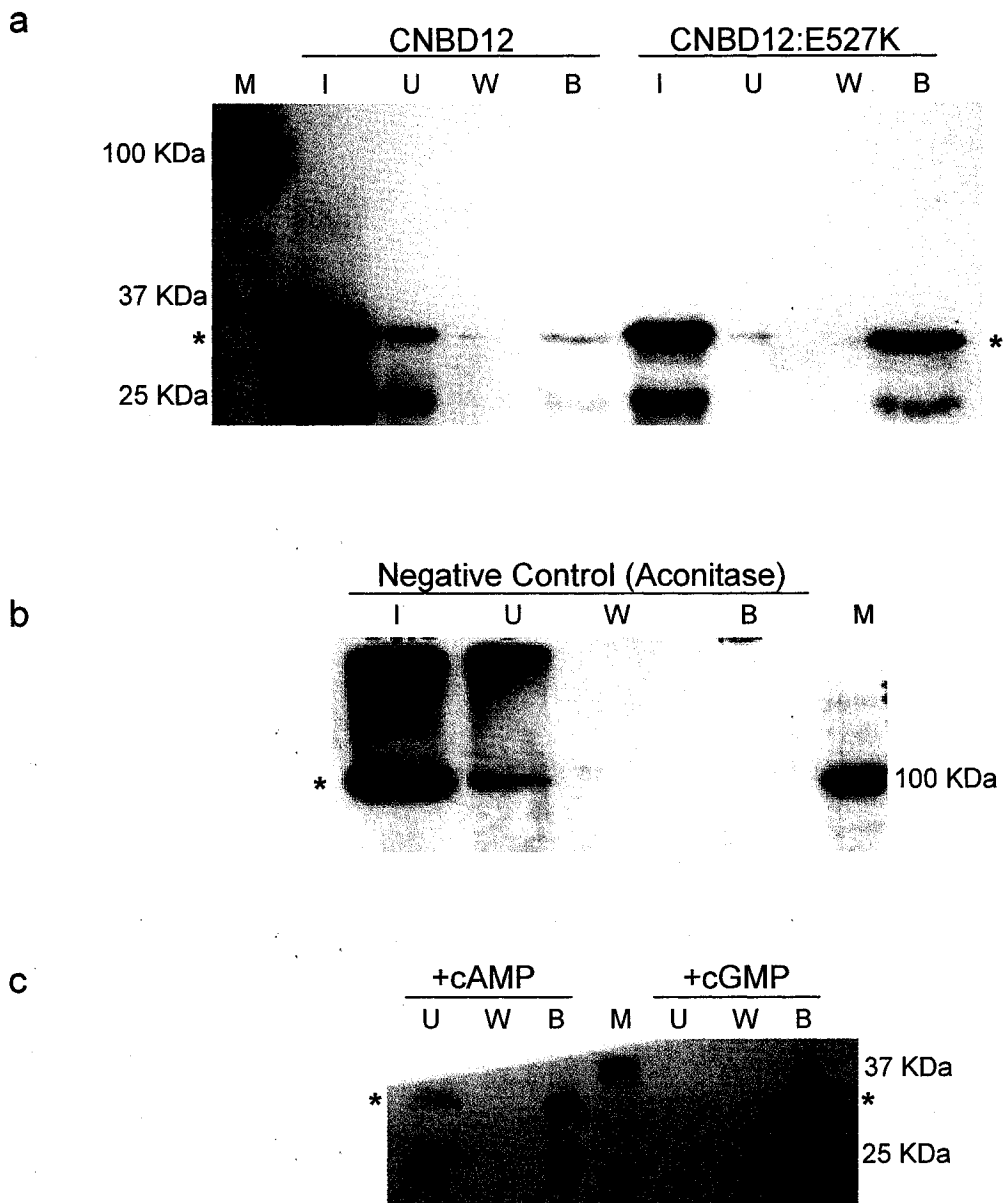 a
CNBD12 CNBD12:E527K
M I U W B I U W B
100 KDa
37 KDa
* *
25 KDa
Negative Control (Aconitase)
b
I U W B M
* 100 KDa
c
+cAMP +cGMP
U W B M U W B
37 KDa
* *
25 KDa